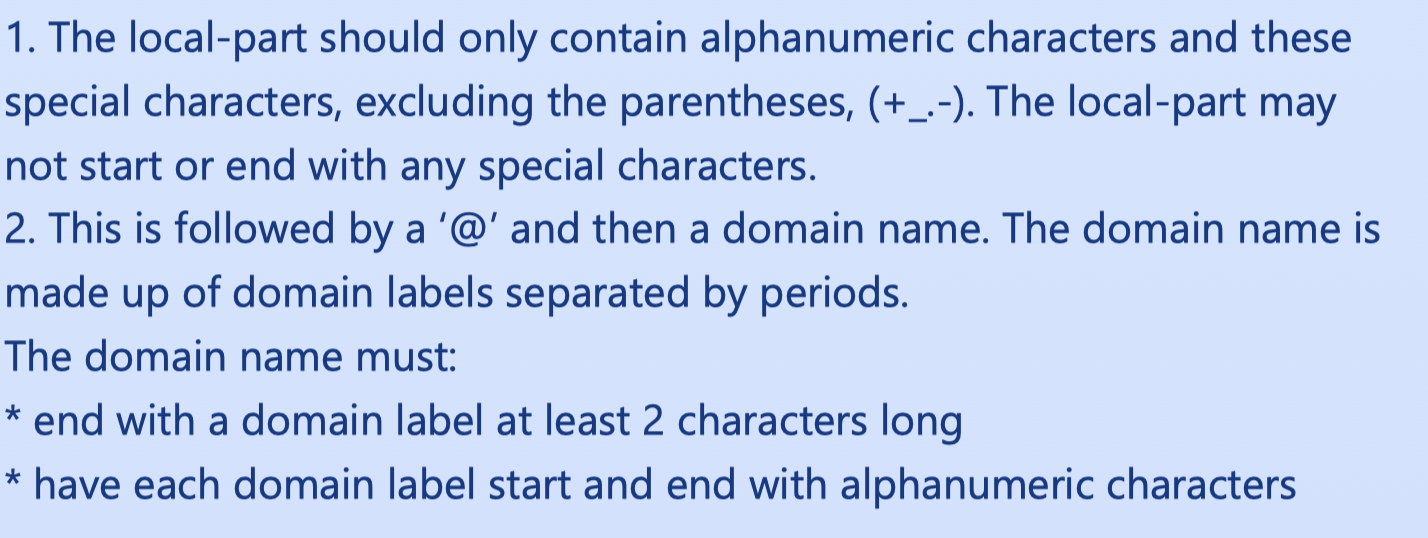 1. The local-part should only contain alphanumeric characters and these
special characters, excluding the parentheses, (+_.-). The local-part may
not start or end with any special characters.
2. This is followed by a ‘@’ and then a domain name. The domain name is
made up of domain labels separated by periods.
The domain name must:
* end with a domain label at least 2 characters long
* have each domain label start and end with alphanumeric characters